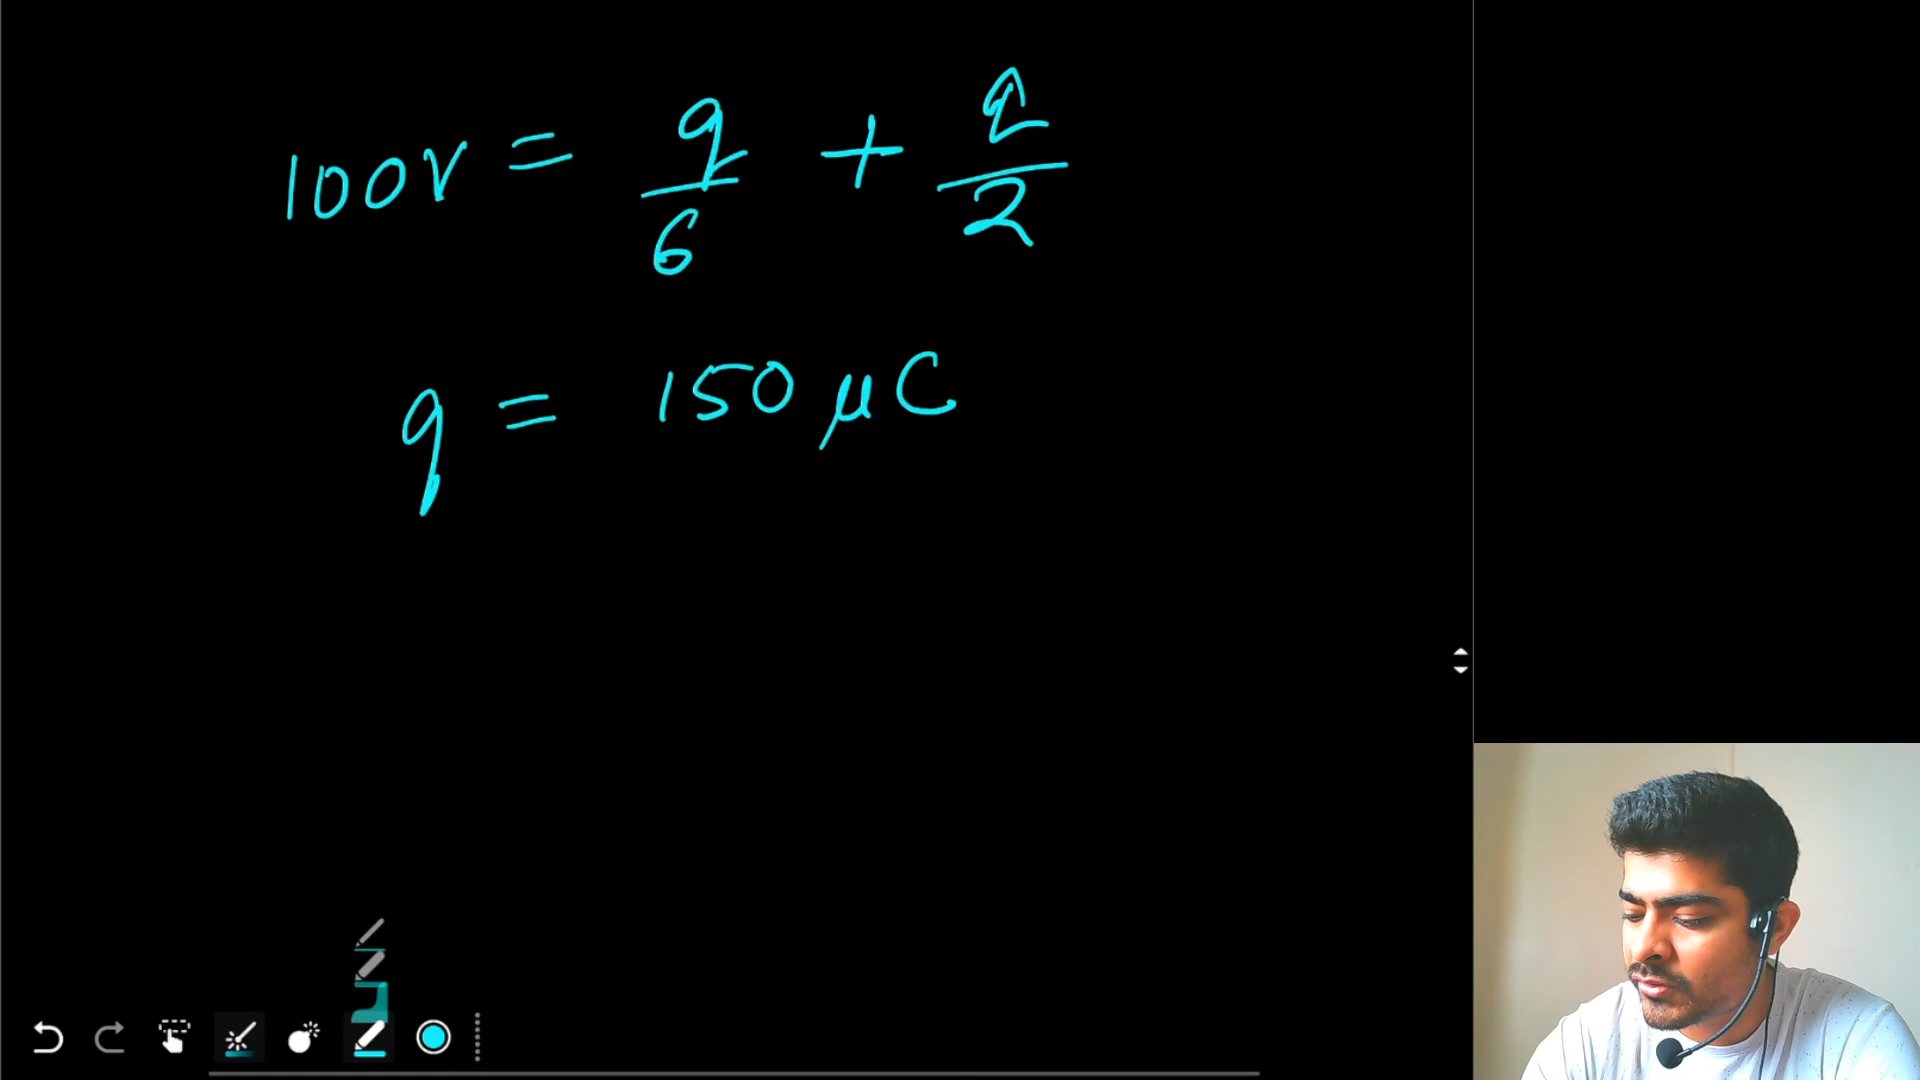 100V = q/6 + q/2
q = 150 μC